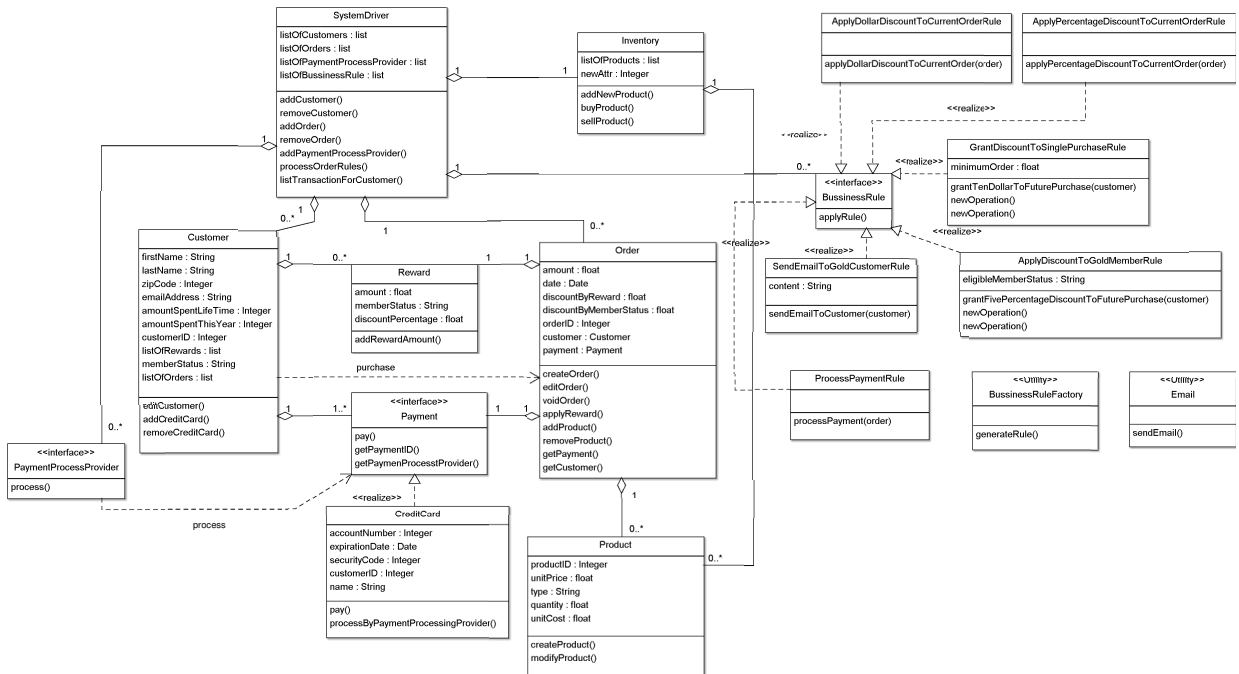 SystemDriver
listOfCustomers : list
listOfOrders : list
listOfPaymentProcessProvider : list
listOfBussinessRule : list
addCustomer()
removeCustomer()
addOrder()
removeOrder()
addPaymentProcessProvider()
processOrderRules()
listTransactionForCustomer()
1
1
Inventory
listOfProducts : list
newAttr : Integer
addNewProduct()
buyProduct()
sellProduct()
1
ApplyDollarDiscountToCurrentOrderRule
applyDollarDiscountToCurrentOrder(order)
ApplyPercentageDiscountToCurrentOrderRule
applyPercentageDiscountToCurrentOrder(order)
<<realize>>
<<realize>>
1
1
0..*
<<interface>>
BussinessRule
applyRule()
<<realize>>
GrantDiscountToSinglePurchaseRule
minimumOrder : float
grantTenDollarToFuturePurchase(customer)
newOperation()
newOperation()
1
0..*
1
0..*
<<realize>>
<<realize>>
<<realize>>
Customer
firstName : String
lastName : String
zipCode : Integer
emailAddress : String
amountSpentLifeTime : Integer
amountSpentThisYear : Integer
customerID : Integer
listOfRewards : list
memberStatus : String
listOfOrders : list
editCustomer()
addCreditCard()
removeCreditCard()
1
0..*
1
1
Reward
amount : float
memberStatus : String
discountPercentage : float
addRewardAmount()
Order
amount : float
date : Date
discountByReward : float
discountByMemberStatus : float
orderID : Integer
customer : Customer
payment : Payment
createOrder()
editOrder()
voidOrder()
applyReward()
addProduct()
removeProduct()
getPayment()
getCustomer()
SendEmailToGoldCustomerRule
content : String
sendEmailToCustomer(customer)
ApplyDiscountToGoldMemberRule
eligibleMemberStatus : String
grantFivePercentageDiscountToFuturePurchase(customer)
newOperation()
newOperation()
purchase
1
1..*
1
1
<<interface>>
Payment
pay()
getPaymentID()
getPaymenProcesstProvider()
ProcessPaymentRule
processPayment(order)
<<Utility>>
BussinessRuleFactory
generateRule()
<<Utility>>
Email
sendEmail()
0..*
<<interface>>
PaymentProcessProvider
process()
process
<<realize>>
CreditCard
accountNumber : Integer
expirationDate : Date
securityCode : Integer
customerID : Integer
name : String
pay()
processByPaymentProcessingProvider()
1
0..*
0..*
Product
productID : Integer
unitPrice : float
type : String
quantity : float
unitCost : float
createProduct()
modifyProduct()